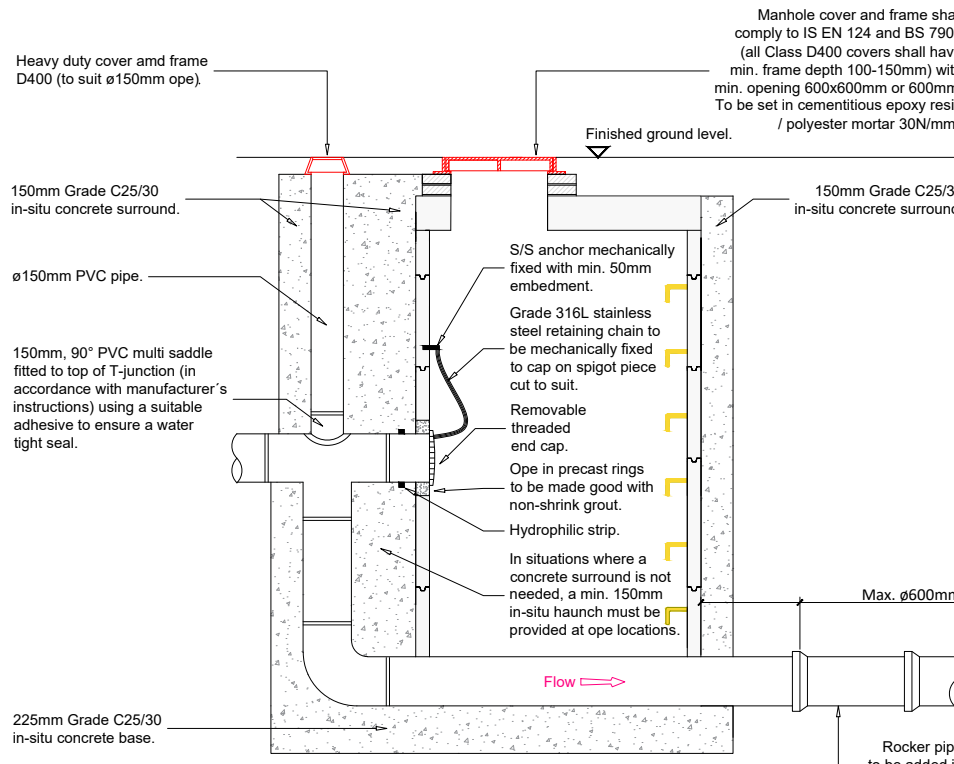 Heavy duty cover amd frame
D400 (to suit ø150mm ope).
150mm Grade C25/30
in-situ concrete surround.
ø150mm PVC pipe.
150mm, 90° PVC multi saddle
fitted to top of T-junction (in
accordance with manufacturer´s
instructions) using a suitable
adhesive to ensure a water
tight seal.
225mm Grade C25/30
in-situ concrete base.
Manhole cover and frame sha
comply to IS EN 124 and BS 790
(all Class D400 covers shall hav
min. frame depth 100-150mm) wit
min. opening 600x600mm or 600mm
To be set in cementitious epoxy resi
/ polyester mortar 30N/mm
Finished ground level.
150mm Grade C25/3
in-situ concrete surround
S/S anchor mechanically
fixed with min. 50mm
embedment.
Grade 316L stainless
steel retaining chain to
be mechanically fixed
to cap on spigot piece
cut to suit.
Removable
threaded
end cap.
Ope in precast rings
to be made good with
non-shrink grout.
Hydrophilic strip.
In situations where a
concrete surround is not
needed, a min. 150mm
in-situ haunch must be
provided at ope locations.
Max. ø600mm
Flow
Rocker pip
to be added i